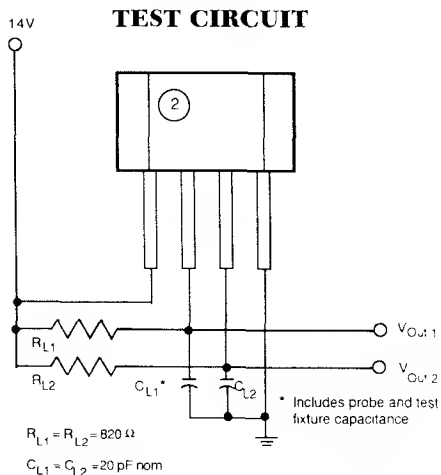 TEST CIRCUIT
14V
2
R_L1
R_L2
V_Out 1
V_Out 2
C_L1*
C_L2
* Includes probe and test
fixture capacitance
R_L1 = R_L2 = 820 Ω
C_L1 = C_L2 = 20 pF nom